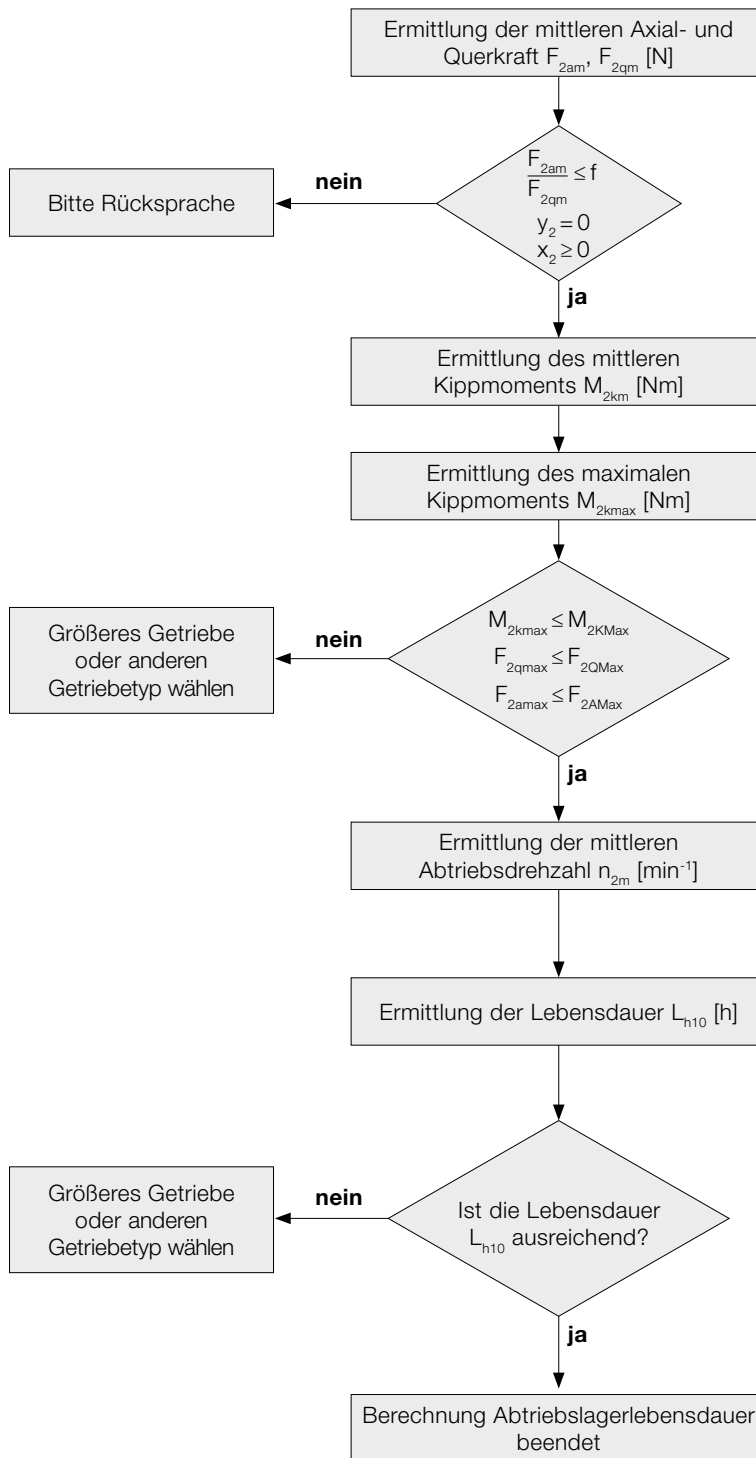 Ermittlung der mittleren Axial- und
Querkraft F₂ₐₘ, F₂qₘ [N]
F₂ₐₘ
F₂qₘ
≤ f
y₂ = 0
x₂ ≥ 0
nein
Bitte Rücksprache
ja
Ermittlung des mittleren
Kippmoments M₂ₖₘ [Nm]
Ermittlung des maximalen
Kippmoments M₂ₖₘₐₓ [Nm]
M₂ₖₘₐₓ ≤ M₂KMax
F₂qmax ≤ F₂QMax
F₂amax ≤ F₂AMax
nein
Größeres Getriebe
oder anderen
Getriebetyp wählen
ja
Ermittlung der mittleren
Abtriebsdrehzahl n₂ₘ [min⁻¹]
Ermittlung der Lebensdauer Lₕ₁₀ [h]
Ist die Lebensdauer
Lₕ₁₀ ausreichend?
nein
Größeres Getriebe
oder anderen
Getriebetyp wählen
ja
Berechnung Abtriebslagerlebensdauer
beendet